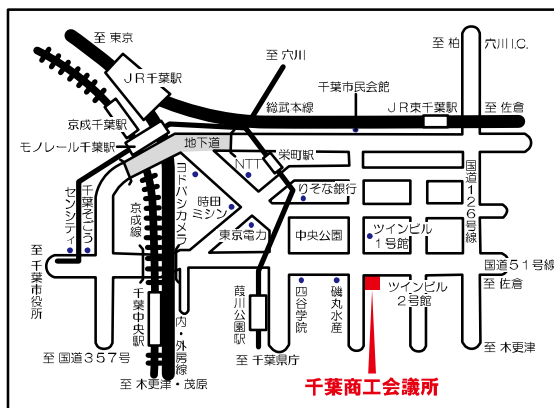 至 東京
至 柏
穴川 I.C.
至 穴川
JR千葉駅
千葉市民会館
総武本線
JR東千葉駅
至 佐倉
京成千葉駅
モノレール千葉駅
地下道
NTT
栄町駅
国道126号線
ヨドバシカメラ
りそな銀行
時田
ミシン
千葉そごう
センシティ
京成線
東京電力
中央公園
ツインビル
1号館
至
千葉市役所
国道51号線
至 佐倉
千葉中央駅
内・外房線
葭川公園駅
四谷学院
磯丸水産
ツインビル
2号館
至 国道357号
至 千葉県庁
至 木更津
至 木更津・茂原
千葉商工会議所